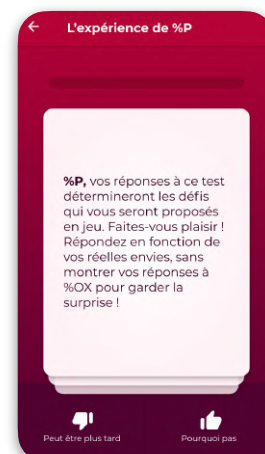 L'expérience de %P
%P, vos réponses à ce test
détermineront les défis
qui vous seront proposés
en jeu. Faites-vous plaisir !
Répondez en fonction de
vos réelles envies, sans
montrer vos réponses à
%OX pour garder la
surprise !
Peut être plus tard
Pourquoi pas